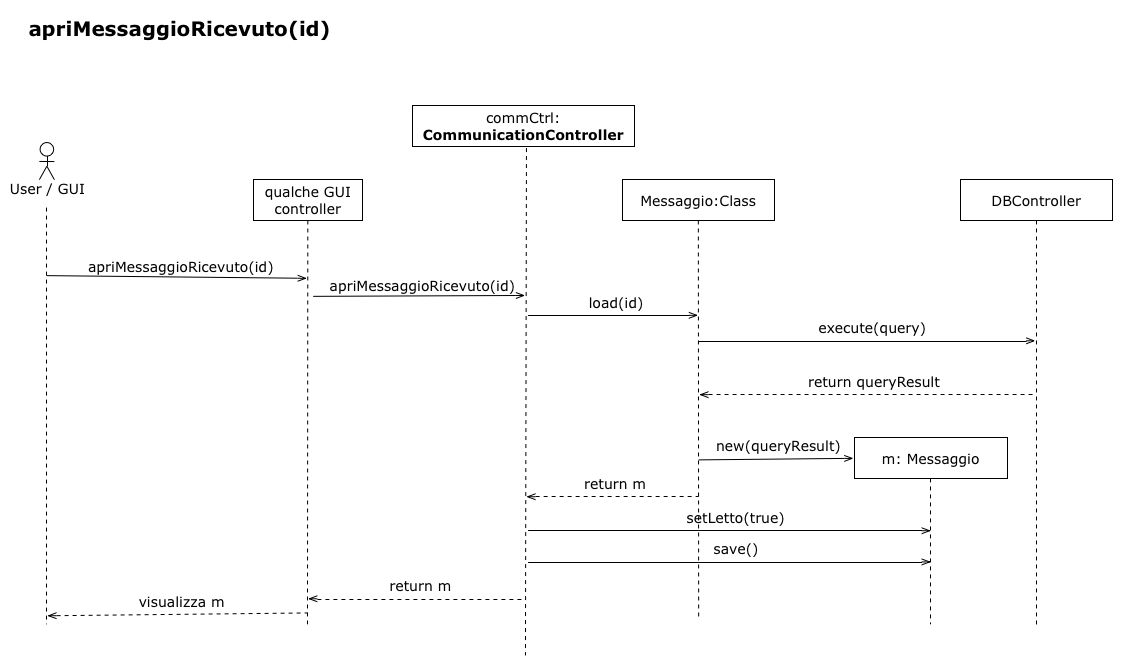 apriMessaggioRicevuto(id)
commCtrl:
CommunicationController
User / GUI
qualche GUI
controller
Messaggio:Class
DBController
apriMessaggioRicevuto(id)
apriMessaggioRicevuto(id)
load(id)
execute(query)
return queryResult
new(queryResult)
m: Messaggio
return m
setLetto(true)
save()
return m
visualizza m